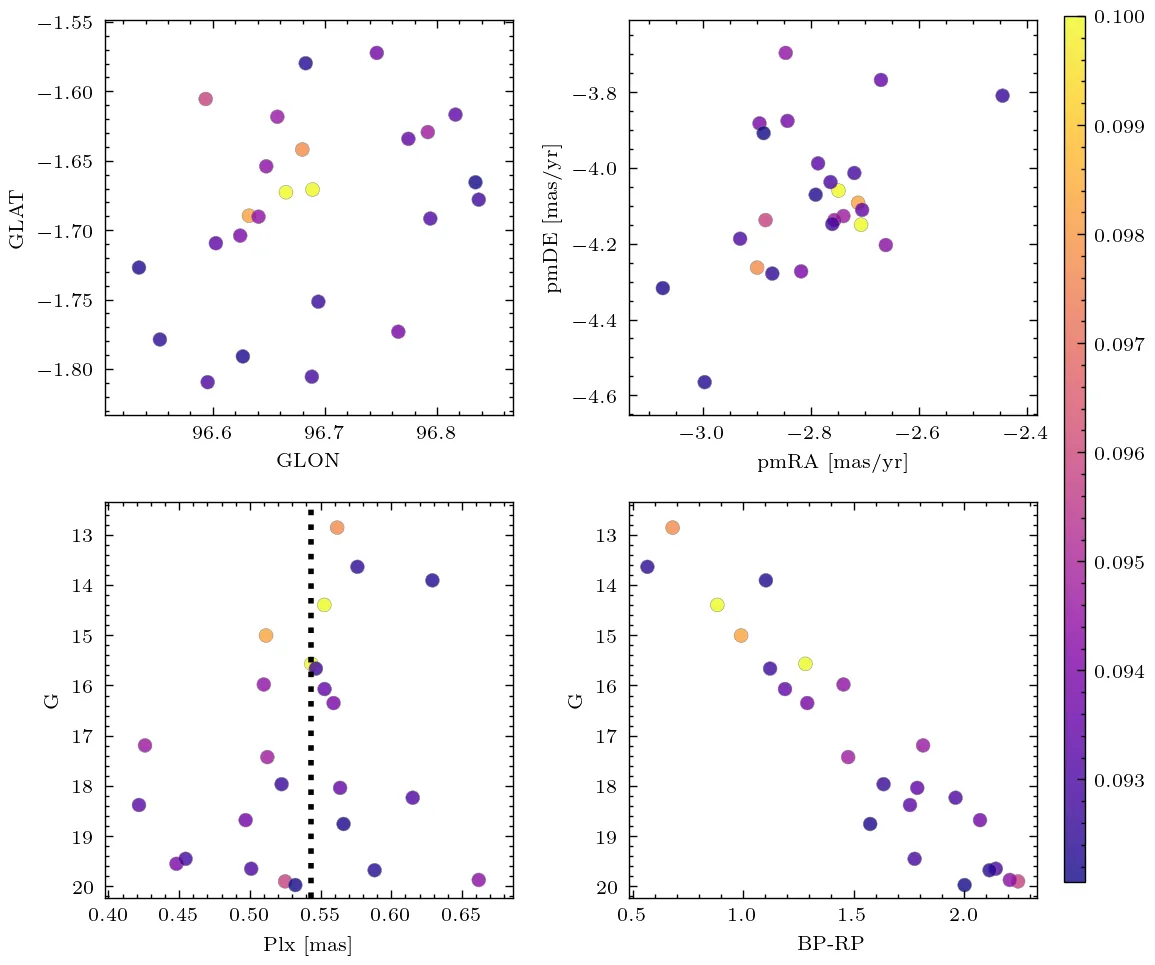 −1.55
−1.60
−1.65
−1.70
−1.75
−1.80
GLAT
96.6 96.7 96.8
GLON
−3.8
−4.0
−4.2
−4.4
−4.6
pmDE [mas/yr]
−3.0 −2.8 −2.6 −2.4
pmRA [mas/yr]
13
14
15
16
17
18
19
20
G
0.40 0.45 0.50 0.55 0.60 0.65
Plx [mas]
13
14
15
16
17
18
19
20
G
0.5 1.0 1.5 2.0
BP-RP
0.100
0.099
0.098
0.097
0.096
0.095
0.094
0.093